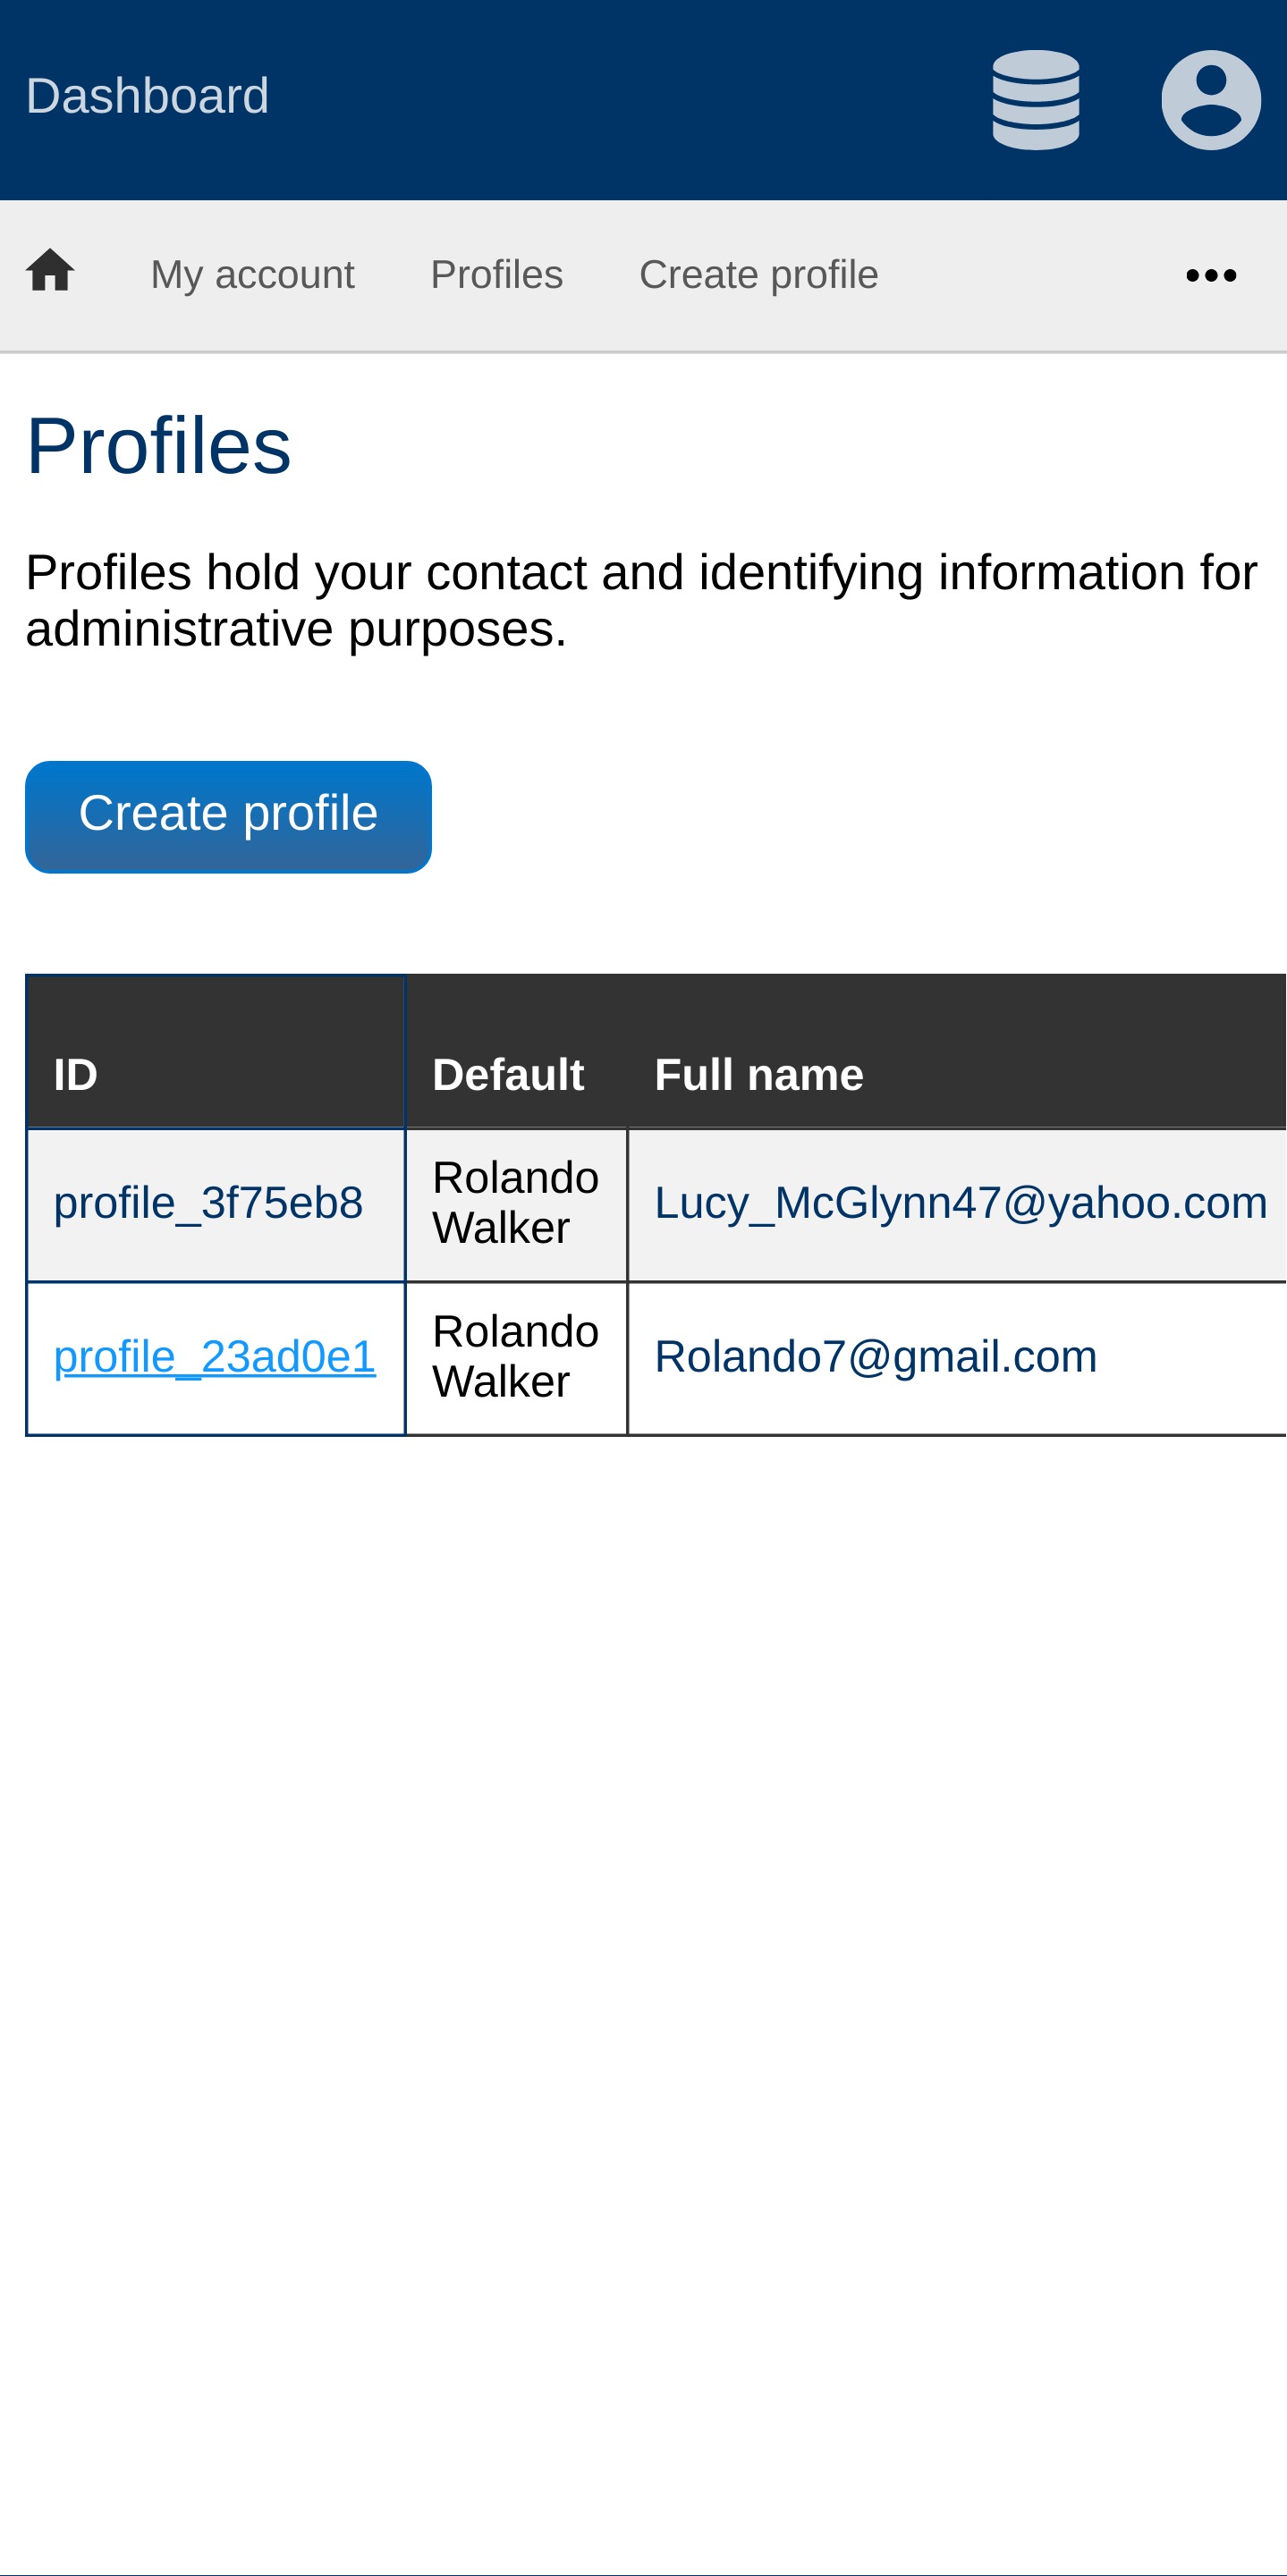 Dashboard
My account Profiles Create profile
Profiles
Profiles hold your contact and identifying information for
administrative purposes.
Create profile
ID Default Full name
profile_3f75eb8 Rolando Walker Lucy_McGlynn47@yahoo.com
profile_23ad0e1 Rolando Walker Rolando7@gmail.com